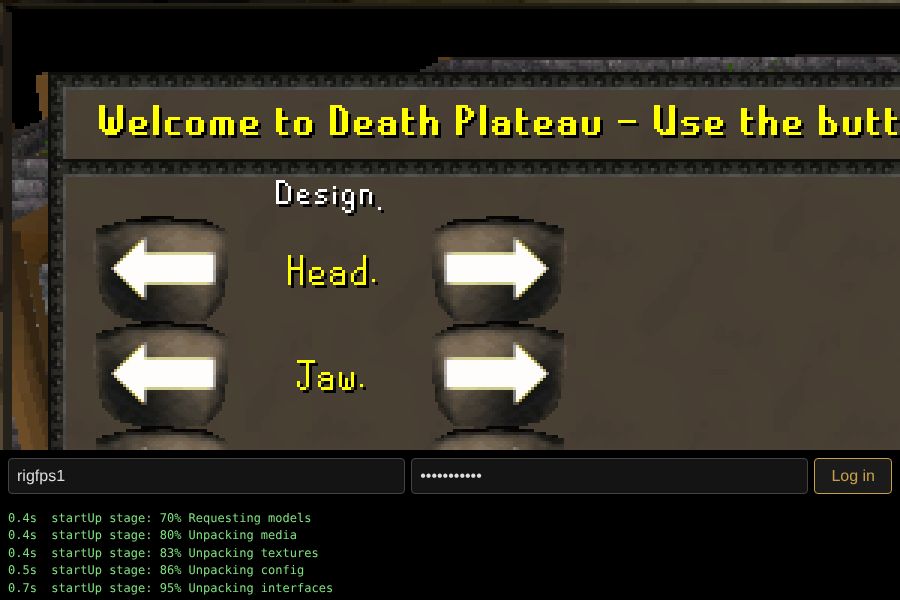 Welcome to Death Plateau - Use the butt
Design.
Head.
Jaw.
rigfps1
•••••••••••
Log in
0.4s startUp stage: 70% Requesting models
0.4s startUp stage: 80% Unpacking media
0.4s startUp stage: 83% Unpacking textures
0.5s startUp stage: 86% Unpacking config
0.7s startUp stage: 95% Unpacking interfaces